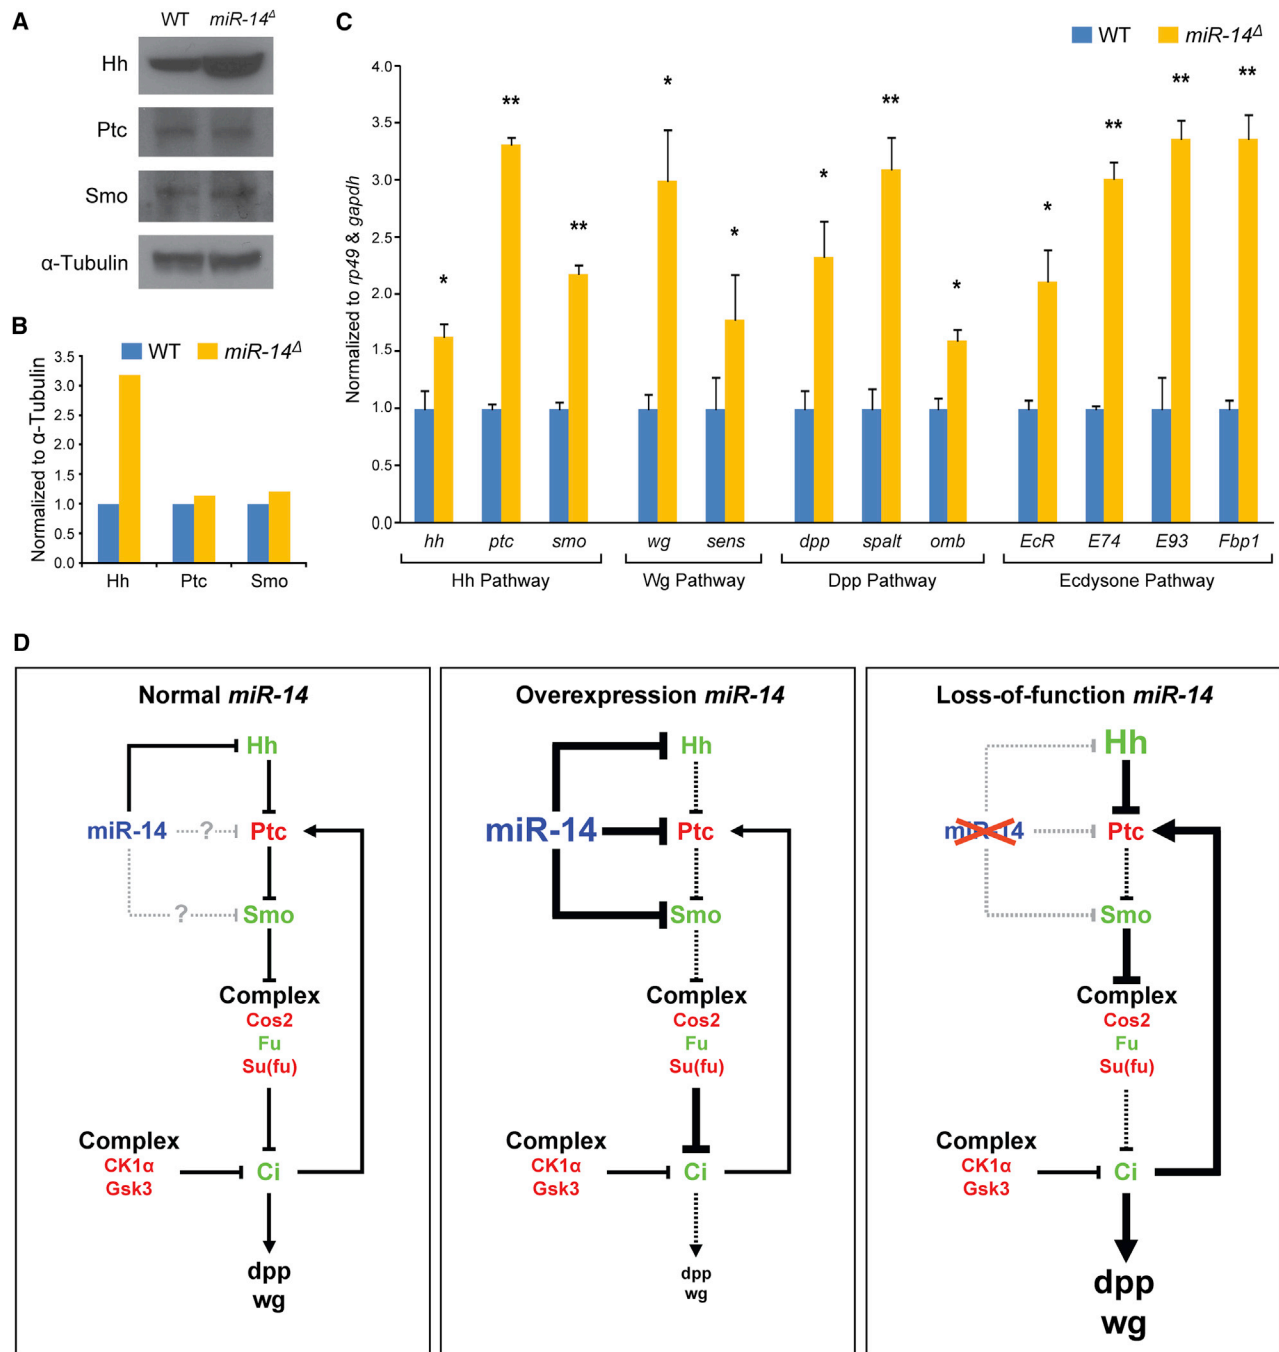 A
WT miR-14Δ
Hh
Ptc
Smo
α-Tubulin
B
WT miR-14Δ
Normalized to α-Tubulin
3.5
3.0
2.5
2.0
1.5
1.0
0.5
0.0
Hh Ptc Smo
C
WT miR-14Δ
Normalized to rp49 & gapdh
4.0
3.5
3.0
2.5
2.0
1.5
1.0
0.5
0.0
* ** ** * * * ** * * ** ** **
hh ptc smo wg sens dpp spalt omb EcR E74 E93 Fbp1
Hh Pathway Wg Pathway Dpp Pathway Ecdysone Pathway
D
Normal miR-14
Hh
miR-14 ? Ptc
? Smo
Complex
Cos2
Fu
Su(fu)
Complex
CK1α
Gsk3
Ci
dpp
wg
Overexpression miR-14
Hh
miR-14 Ptc
Smo
Complex
Cos2
Fu
Su(fu)
Complex
CK1α
Gsk3
Ci
dpp
wg
Loss-of-function miR-14
Hh
miR-14 Ptc
Smo
Complex
Cos2
Fu
Su(fu)
Complex
CK1α
Gsk3
Ci
dpp
wg